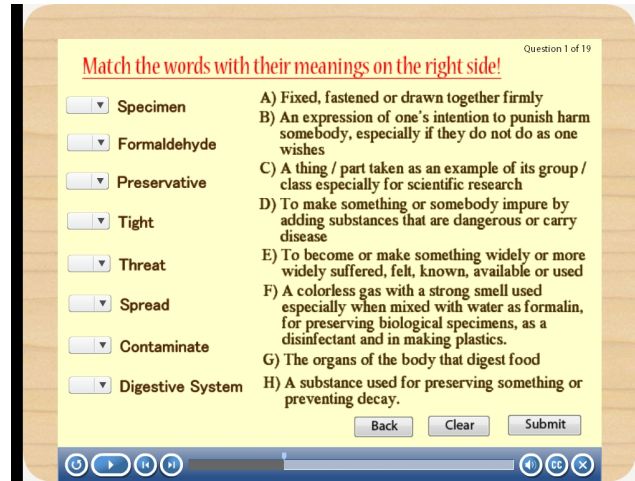 Question 1 of 19
Match the words with their meanings on the right side!
Specimen
Formaldehyde
Preservative
Tight
Threat
Spread
Contaminate
Digestive System
A) Fixed, fastened or drawn together firmly
B) An expression of one's intention to punish harm
somebody, especially if they do not do as one
wishes
C) A thing / part taken as an example of its group /
class especially for scientific research
D) To make something or somebody impure by
adding substances that are dangerous or carry
disease
E) To become or make something widely or more
widely suffered, felt, known, available or used
F) A colorless gas with a strong smell used
especially when mixed with water as formalin,
for preserving biological specimens, as a
disinfectant and in making plastics.
G) The organs of the body that digest food
H) A substance used for preserving something or
preventing decay.
Back Clear Submit
CC